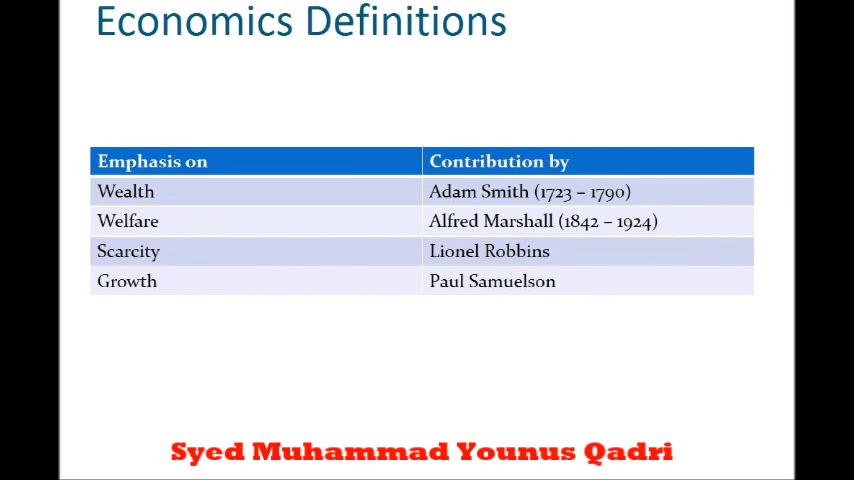 Economics Definitions
Emphasis on Contribution by
Wealth Adam Smith (1723 – 1790)
Welfare Alfred Marshall (1842 – 1924)
Scarcity Lionel Robbins
Growth Paul Samuelson
Syed Muhammad Younus Qadri